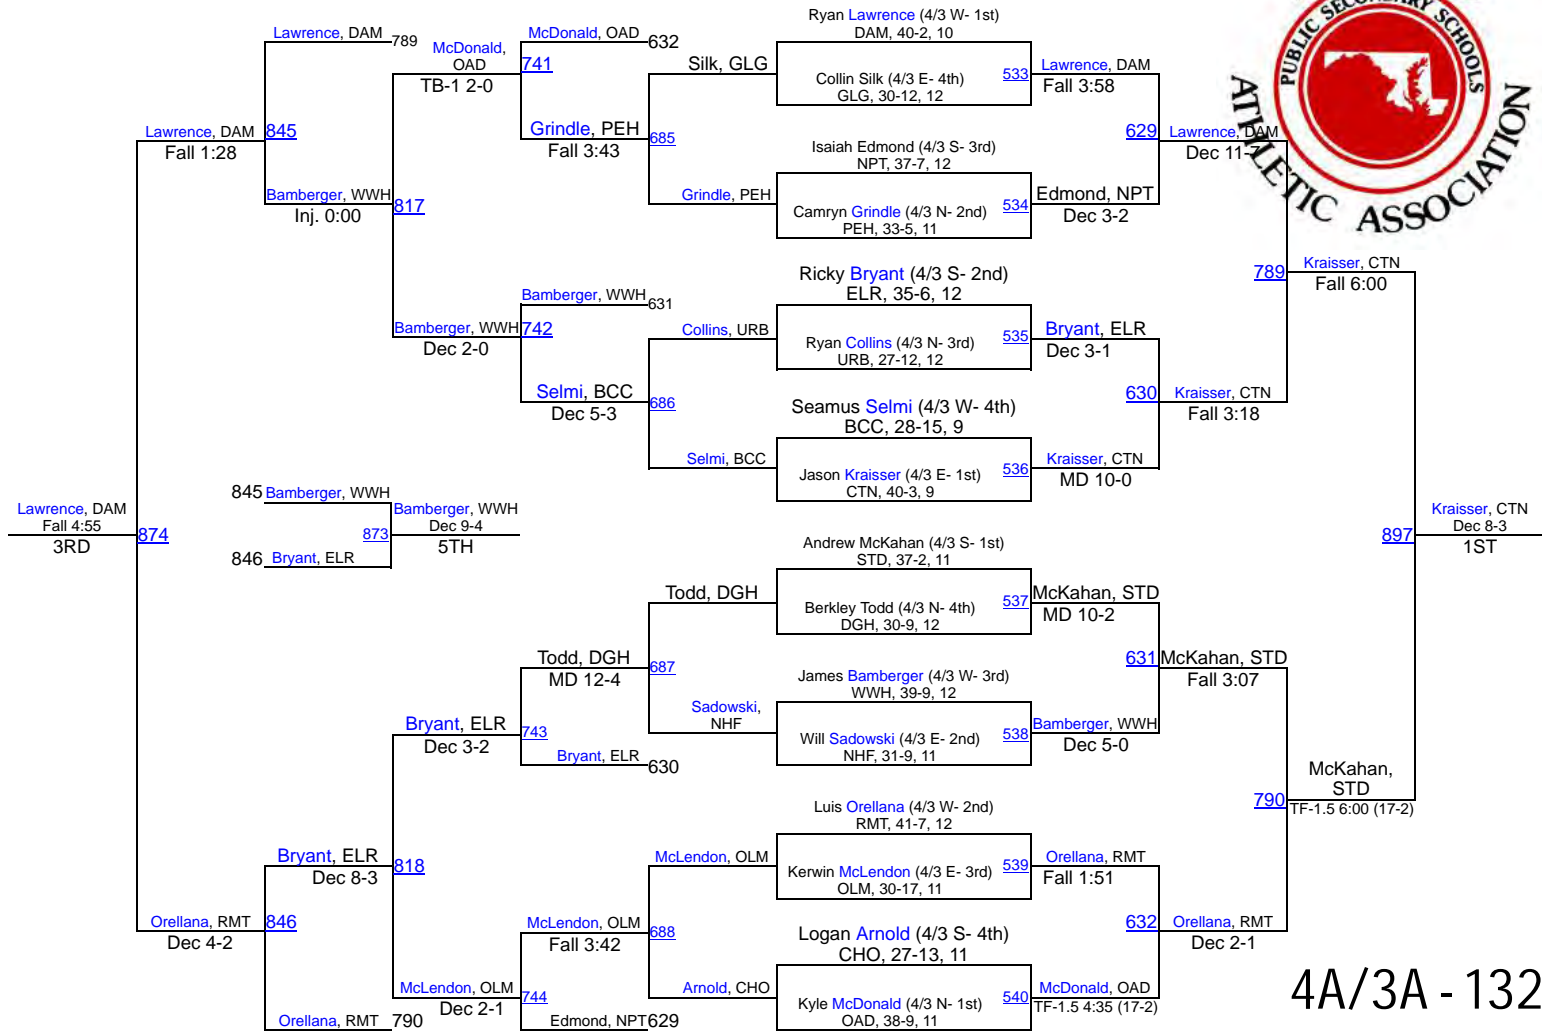 PUBLIC SECONDARY SCHOOLS
ATHLETIC ASSOCIATION
Lawrence, DAM 789
McDonald,
OAD
TB-1 2-0
McDonald, OAD 632
741
Silk, GLG
Ryan Lawrence (4/3 W- 1st)
DAM, 40-2, 10
Collin Silk (4/3 E- 4th)
GLG, 30-12, 12
533
Lawrence, DAM
Fall 3:58
Lawrence, DAM 845
Fall 1:28
Grindle, PEH
Fall 3:43
685
Isaiah Edmond (4/3 S- 3rd)
NPT, 37-7, 12
629 Lawrence, DAM
Dec 11-7
Bamberger, WWH
Inj. 0:00
817
Grindle, PEH
Camryn Grindle (4/3 N- 2nd)
PEH, 33-5, 11
534
Edmond, NPT
Dec 3-2
Ricky Bryant (4/3 S- 2nd)
ELR, 35-6, 12
789
Kraisser, CTN
Fall 6:00
Bamberger, WWH 631
Bamberger, WWH 742
Dec 2-0
Collins, URB
Ryan Collins (4/3 N- 3rd)
URB, 27-12, 12
535
Bryant, ELR
Dec 3-1
Selmi, BCC
Dec 5-3
686
Seamus Selmi (4/3 W- 4th)
BCC, 28-15, 9
630 Kraisser, CTN
Fall 3:18
Selmi, BCC
Jason Kraisser (4/3 E- 1st)
CTN, 40-3, 9
536
Kraisser, CTN
MD 10-0
Lawrence, DAM
Fall 4:55
3RD
874
845 Bamberger, WWH
846 Bryant, ELR
873
Bamberger, WWH
Dec 9-4
5TH
897
Kraisser, CTN
Dec 8-3
1ST
Andrew McKahan (4/3 S- 1st)
STD, 37-2, 11
Todd, DGH
Berkley Todd (4/3 N- 4th)
DGH, 30-9, 12
537
McKahan, STD
MD 10-2
Todd, DGH
MD 12-4
687
James Bamberger (4/3 W- 3rd)
WWH, 39-9, 12
631 McKahan, STD
Fall 3:07
Bryant, ELR
Dec 3-2
743
Sadowski,
NHF
Will Sadowski (4/3 E- 2nd)
NHF, 31-9, 11
538
Bamberger, WWH
Dec 5-0
Bryant, ELR 630
790
McKahan,
STD
TF-1.5 6:00 (17-2)
Luis Orellana (4/3 W- 2nd)
RMT, 41-7, 12
Bryant, ELR
Dec 8-3
818
McLendon, OLM
Kerwin McLendon (4/3 E- 3rd)
OLM, 30-17, 11
539
Orellana, RMT
Fall 1:51
Orellana, RMT 846
Dec 4-2
McLendon, OLM
Fall 3:42
688
Logan Arnold (4/3 S- 4th)
CHO, 27-13, 11
632 Orellana, RMT
Dec 2-1
McLendon, OLM
Dec 2-1
744
Arnold, CHO
Kyle McDonald (4/3 N- 1st)
OAD, 38-9, 11
540
McDonald, OAD
TF-1.5 4:35 (17-2)
Orellana, RMT 790
Edmond, NPT 629
4A/3A - 132